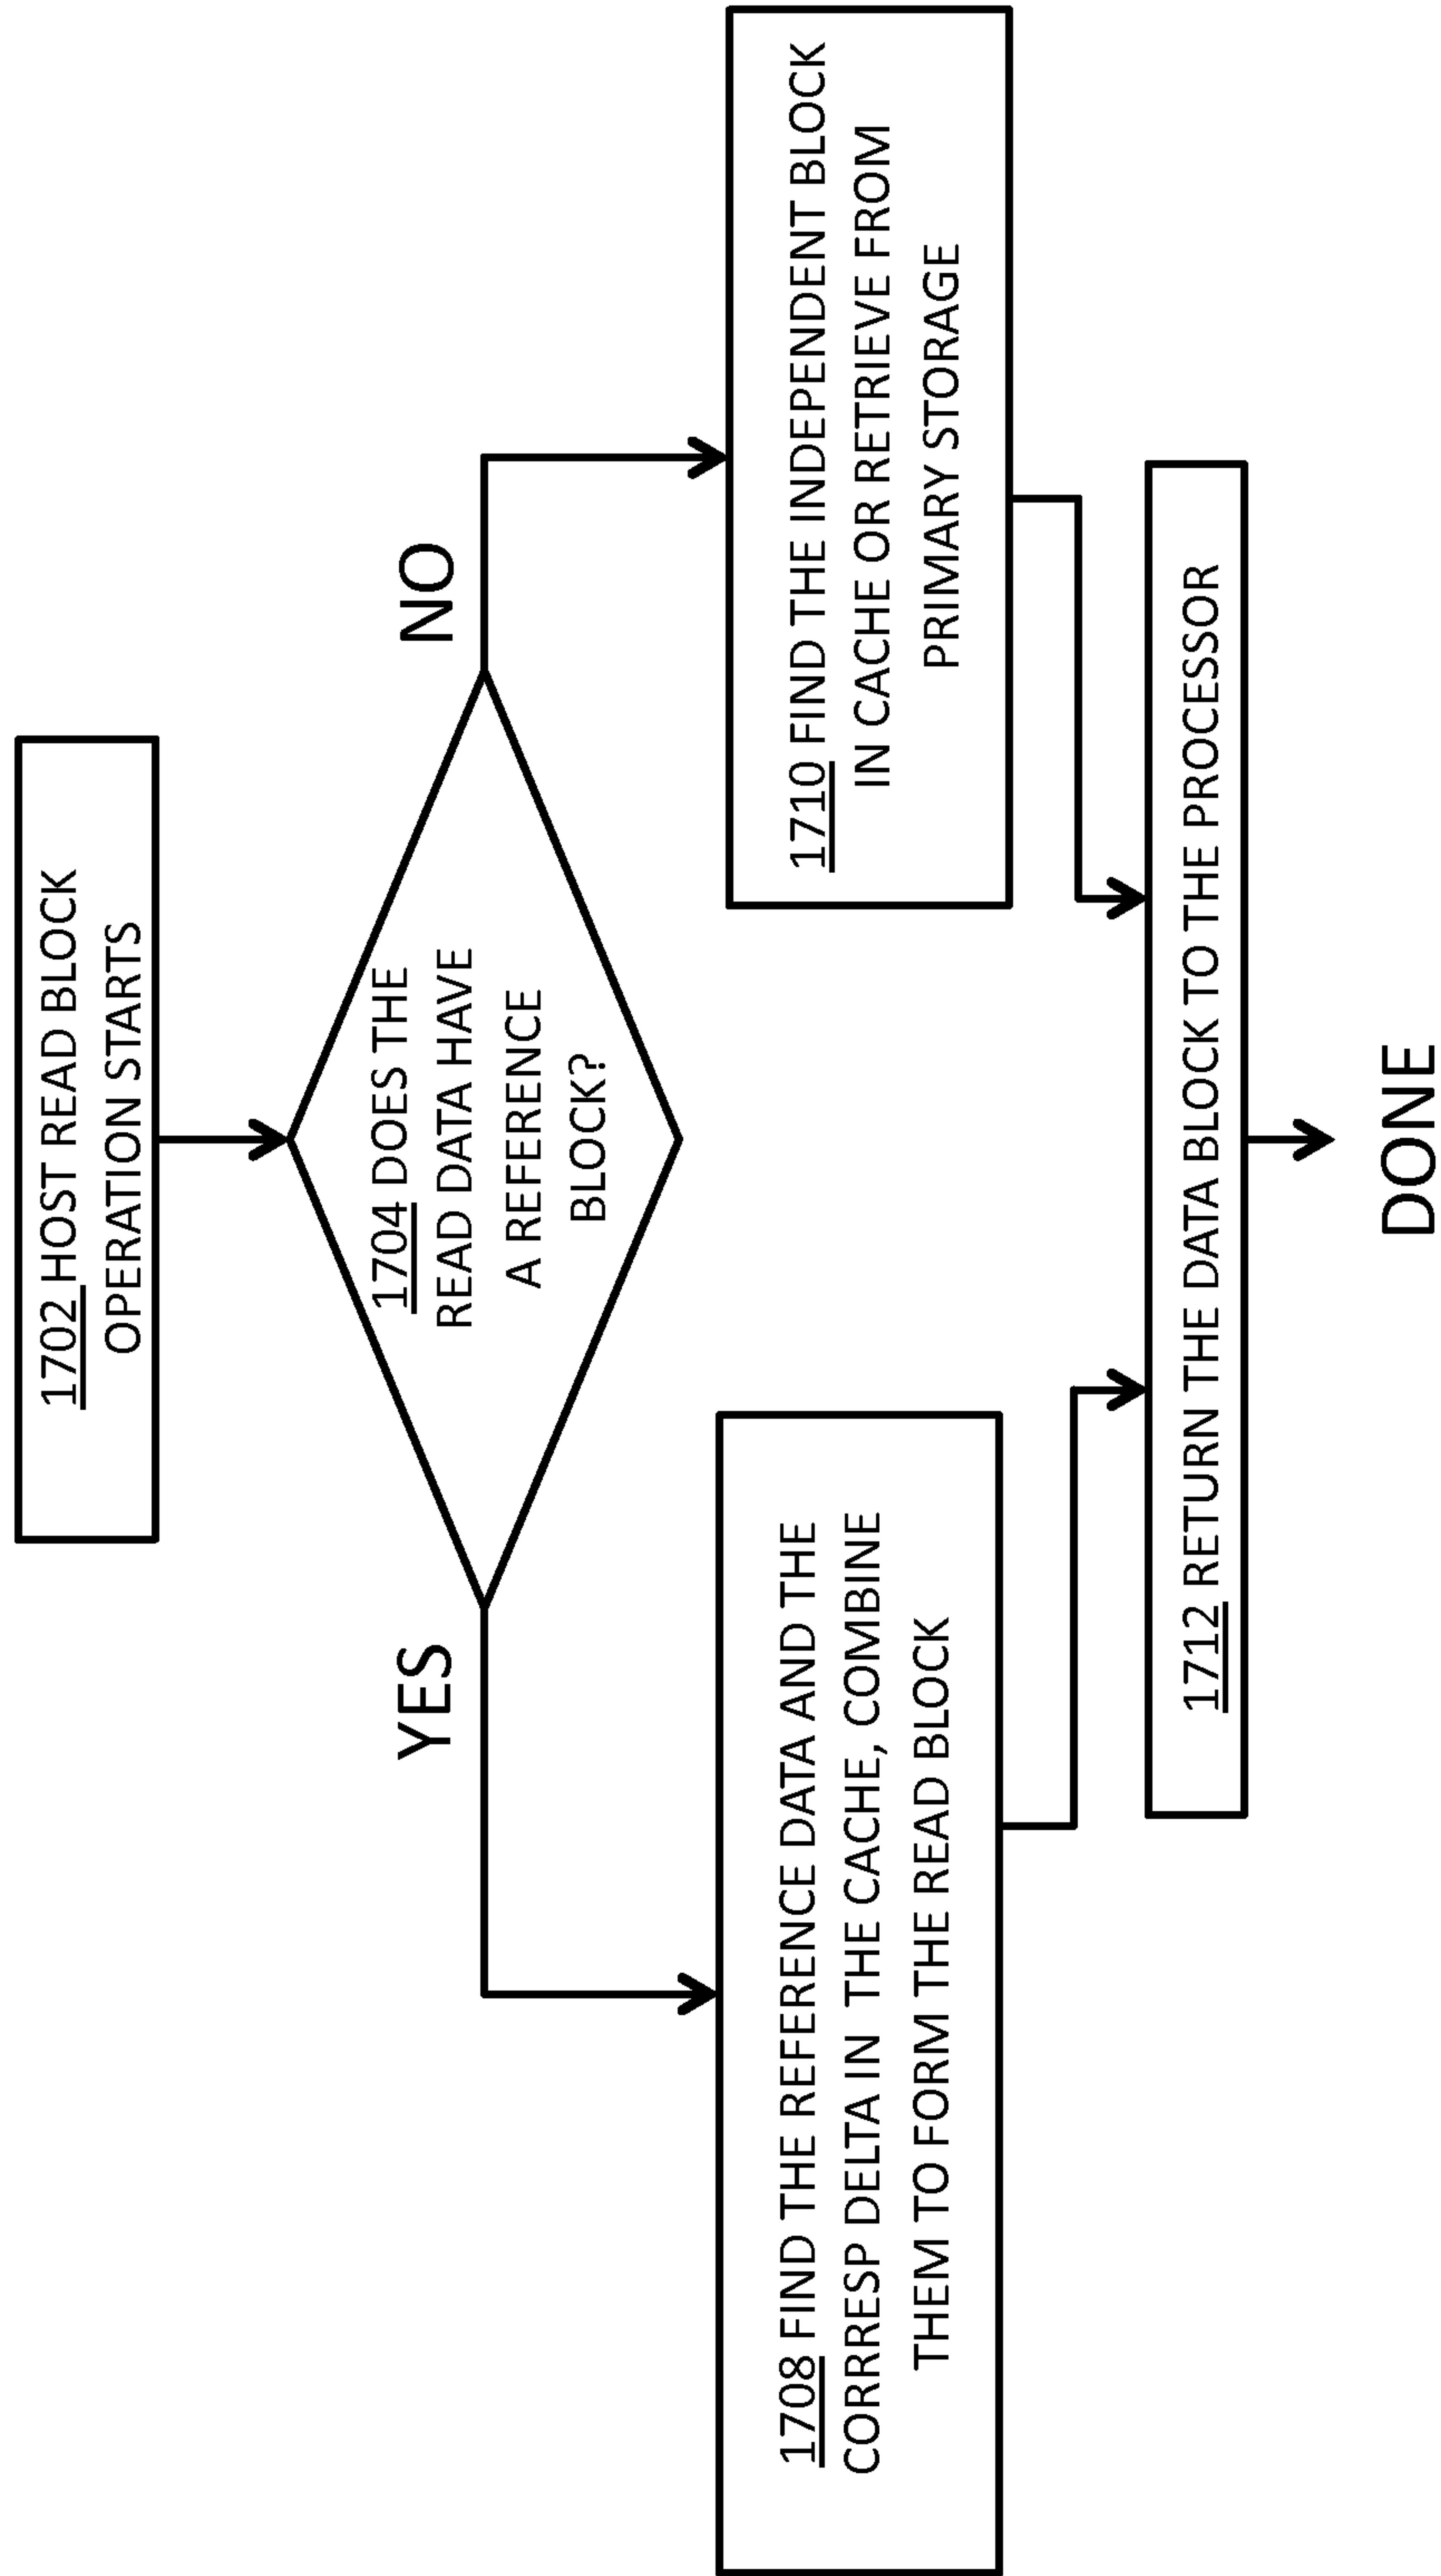 1702 HOST READ BLOCK
OPERATION STARTS
1704 DOES THE
READ DATA HAVE
A REFERENCE
BLOCK?
YES
NO
1708 FIND THE REFERENCE DATA AND THE
CORRRESP DELTA IN THE CACHE, COMBINE
THEM TO FORM THE READ BLOCK
1710 FIND THE INDEPENDENT BLOCK
IN CACHE OR RETRIEVE FROM
PRIMARY STORAGE
1712 RETURN THE DATA BLOCK TO THE PROCESSOR
DONE